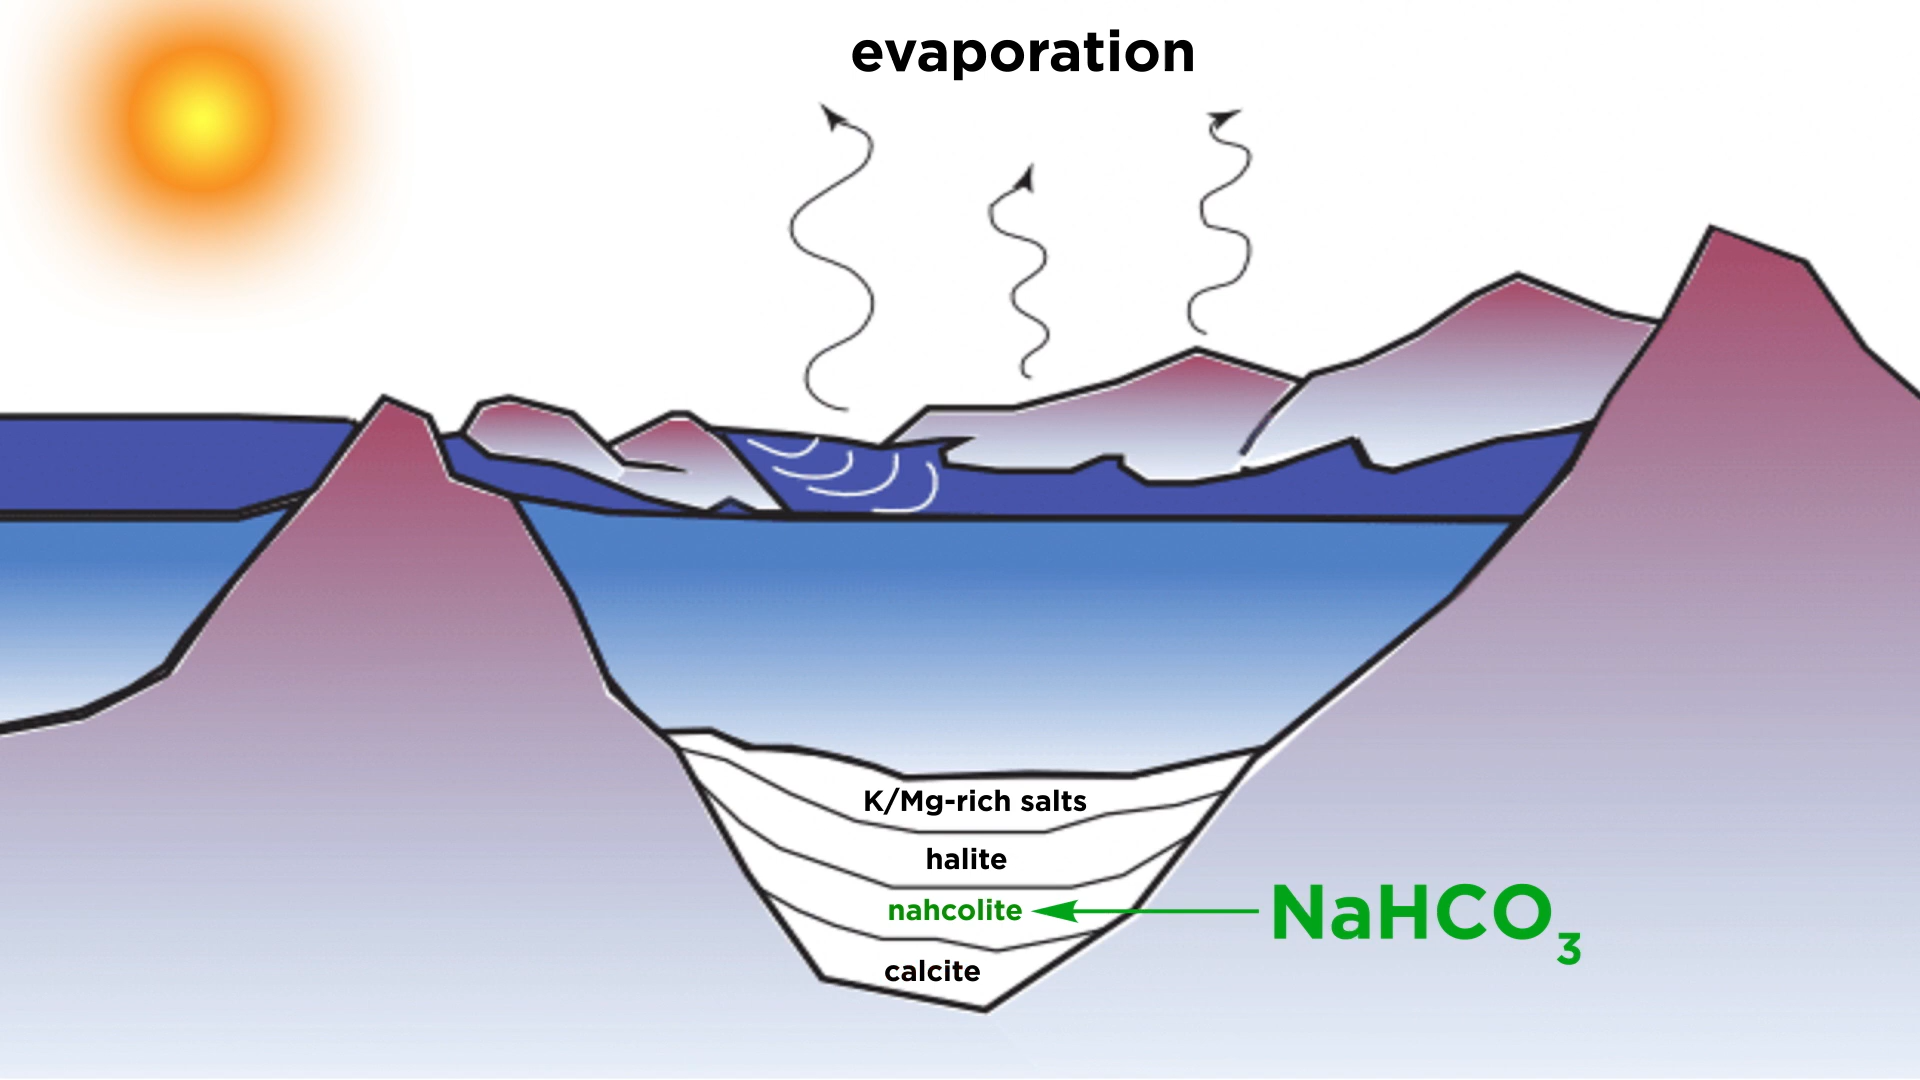 evaporation
K/Mg-rich salts
halite
nahcolite
NaHCO₃
calcite